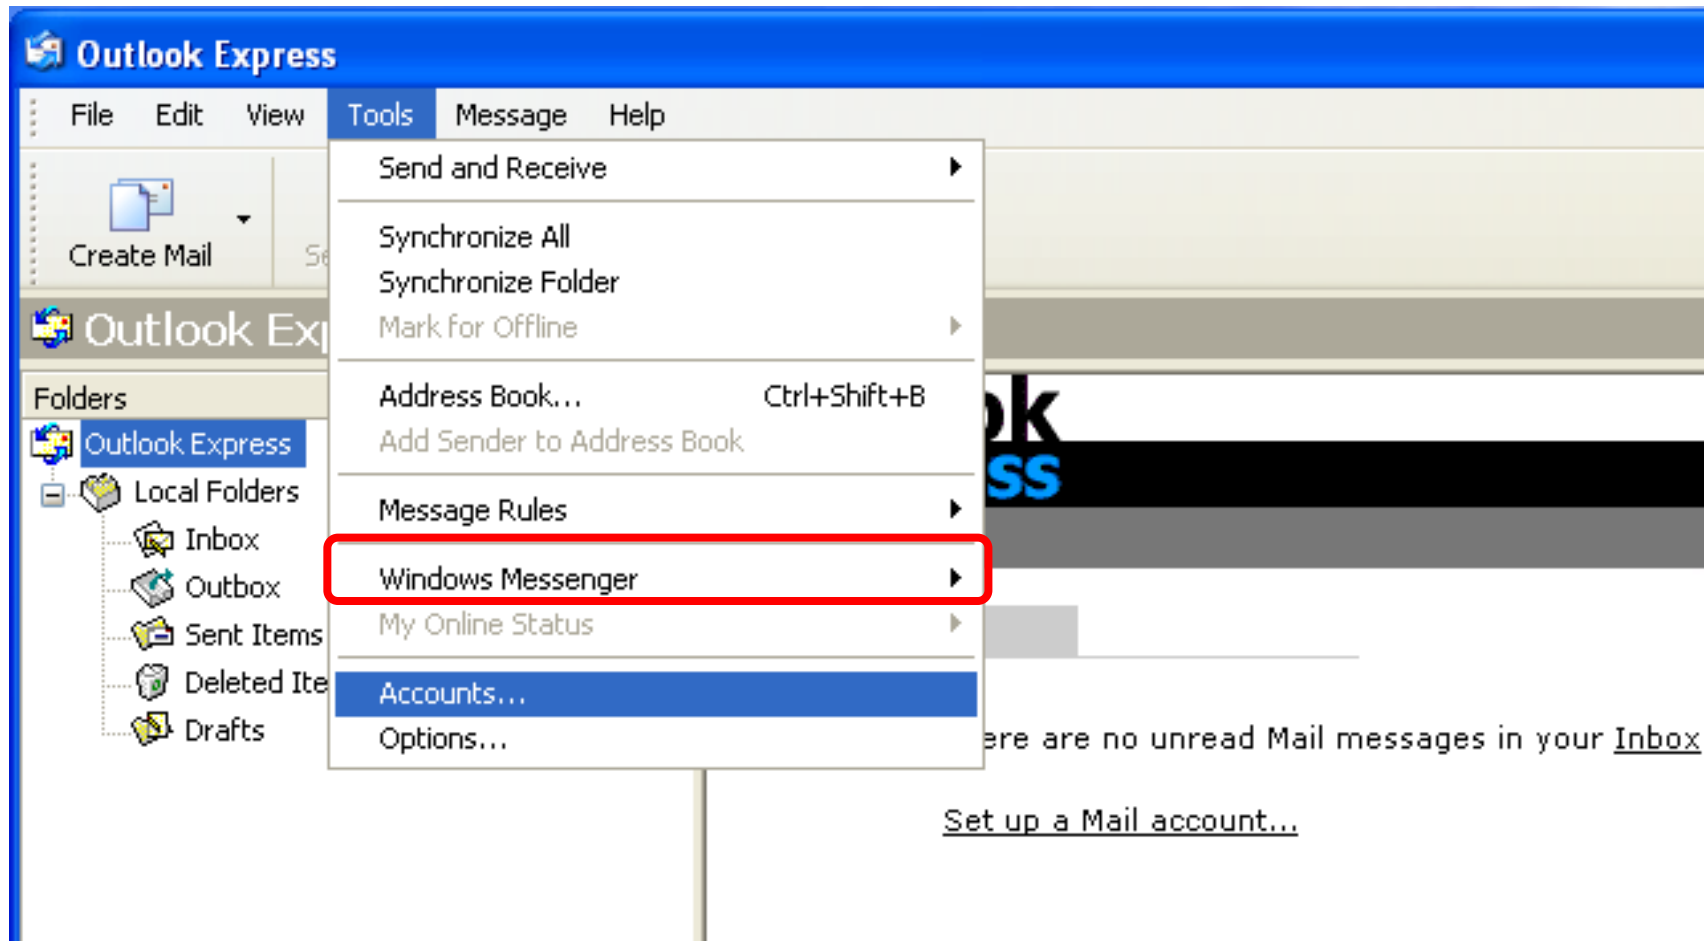 Outlook Express
File Edit View Tools Message Help
Send and Receive
Synchronize All
Create Mail
Synchronize Folder
Mark for Offline
Outlook
Folders
Address Book... Ctrl+Shift+B
Add Sender to Address Book
Outlook Express
Local Folders
Message Rules
Inbox
Windows Messenger
Outbox
My Online Status
Sent Items
Deleted
Accounts...
Drafts
Options...
are no unread Mail messages in your Inbox
Set up a Mail account...